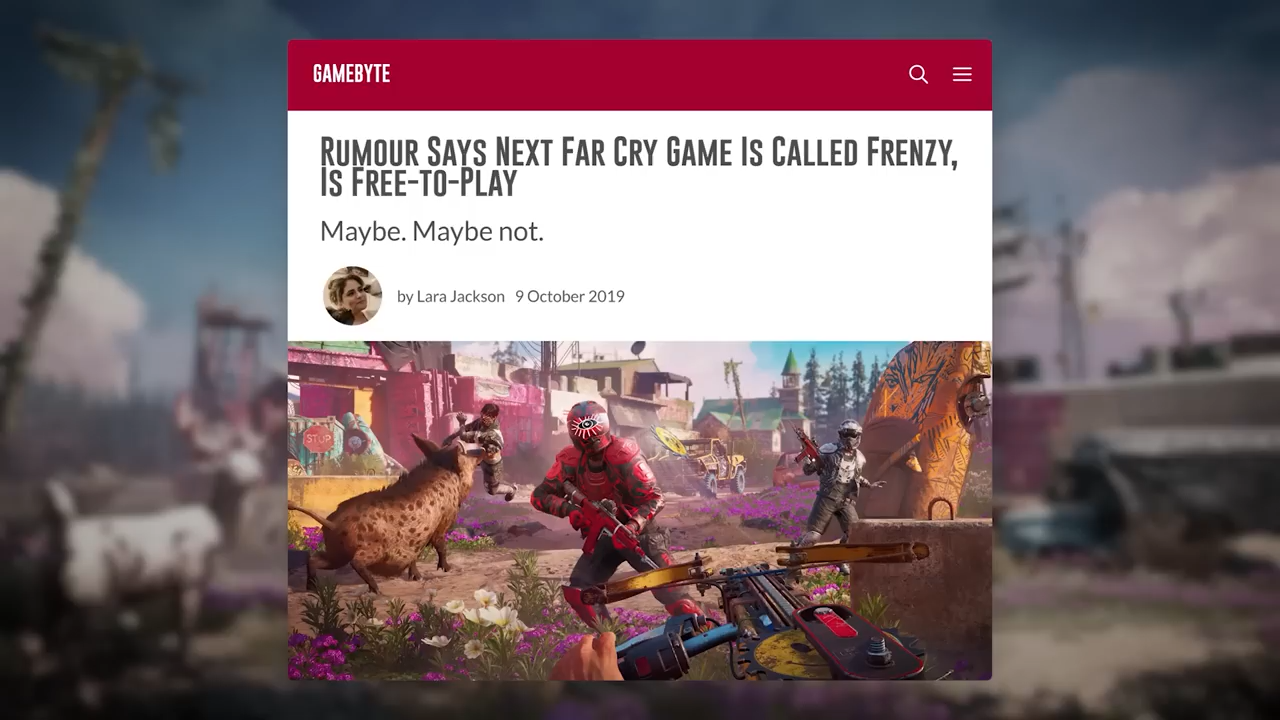 GAMEBYTE
Rumour Says Next Far Cry Game Is Called Frenzy,
Is Free-to-Play
Maybe. Maybe not.
by Lara Jackson 9 October 2019
STOP